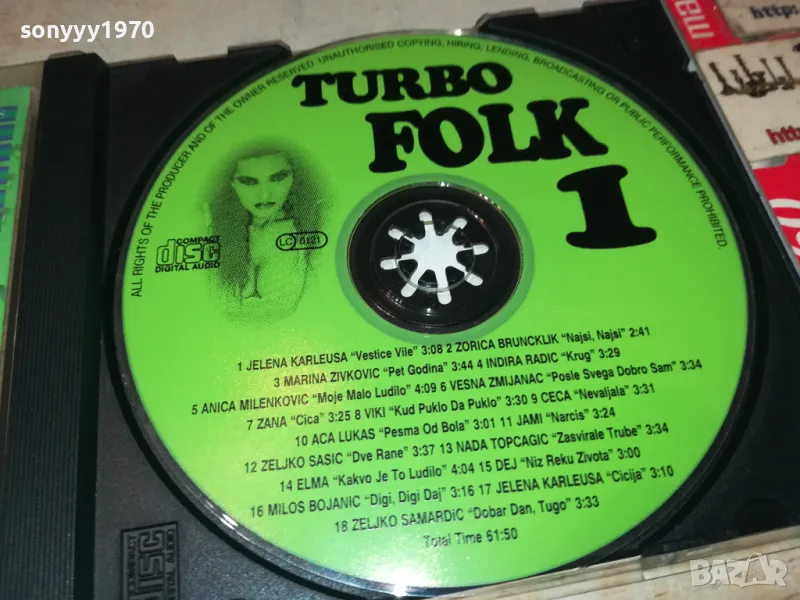 sonyyy1970
ALL RIGHTS OF THE PRODUCER AND OF THE OWNER RESERVED. UNAUTHORISED COPYING, HIRING, LENDING, BROADCASTING OR PUBLIC PERFORMANCE PROHIBITED.
TURBO
FOLK
1
COMPACT
disc
DIGITAL AUDIO
LC 6121
1 JELENA KARLEUSA “Vestice Vile” 3:08 2 ZORICA BRUNCKLIK “Najsi, Najsi” 2:41
3 MARINA ZIVKOVIC “Pet Godina” 3:44 4 INDIRA RADIC “Krug” 3:29
5 ANICA MILENKOVIC “Moje Malo Ludilo” 4:09 6 VESNA ZMIJANAC “Posle Svega Dobro Sam” 3:34
7 ZANA “Cica” 3:25 8 VIKI “Kud Puklo Da Puklo” 3:30 9 CECA “Nevaljala” 3:31
10 ACA LUKAS “Pesma Od Bola” 3:01 11 JAMI “Narcis” 3:24
12 ZELJKO SASIC “Dve Rane” 3:37 13 NADA TOPCAGIC “Zasvirale Trube” 3:34
14 ELMA “Kakvo Je To Ludilo” 4:04 15 DEJ “Niz Reku Zivota” 3:00
16 MILOS BOJANIC “Digi, Digi Daj” 3:16 17 JELENA KARLEUSA “Cicija” 3:10
18 ZELJKO SAMARDiC “Dobar Dan, Tugo” 3:33
Total Time 61:50
COMPACT
disc
DIGITAL AUDIO
http:
BAZAR